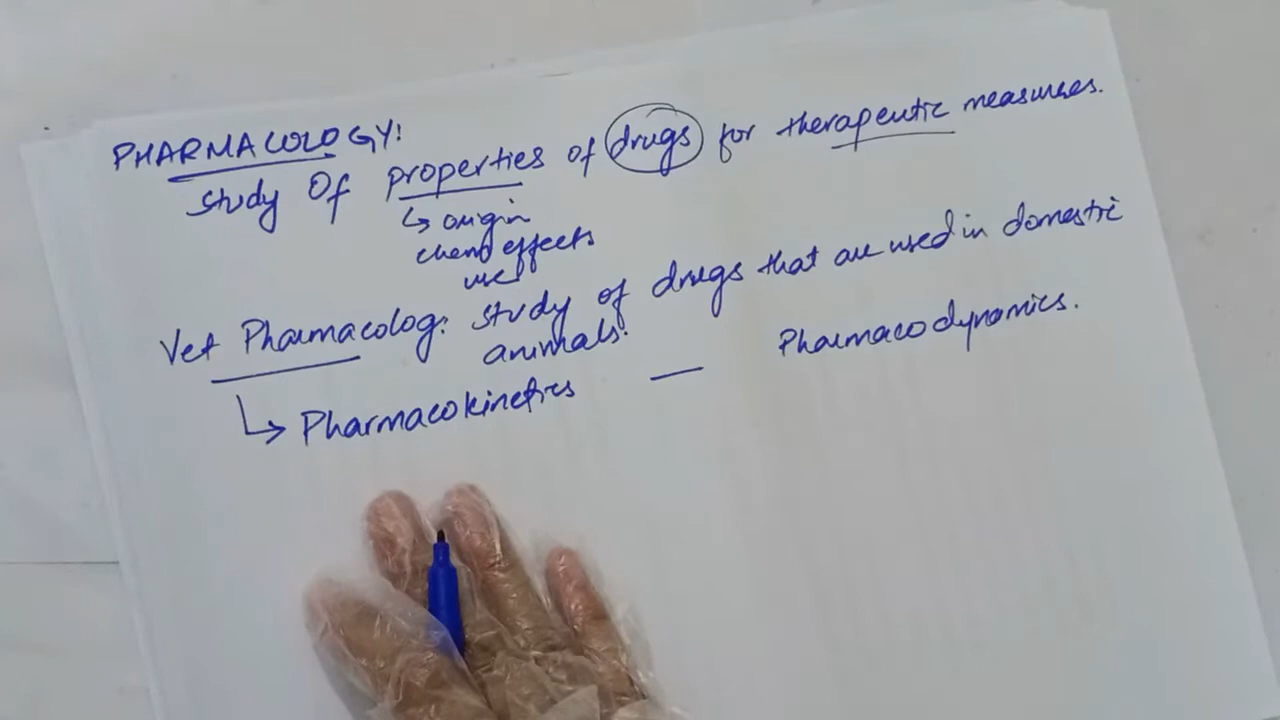 PHARMACOLOGY:
Study Of properties of drugs for therapeutic measures.
↳ origin
chem effects
uses
Vet Pharmacolog: study of drugs that are used in domestic
animals.
↳ Pharmacokinetics — Pharmacodynamics.